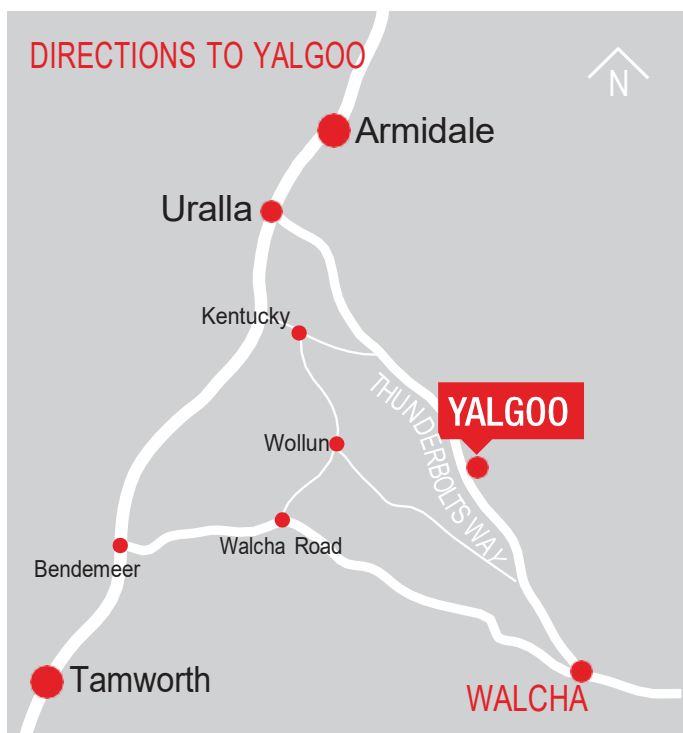 DIRECTIONS TO YALGOO
N
Armidale
Uralla
Kentucky
THUNDERBOLTS WAY
YALGOO
Wollun
Walcha Road
Bendemeer
Tamworth
WALCHA